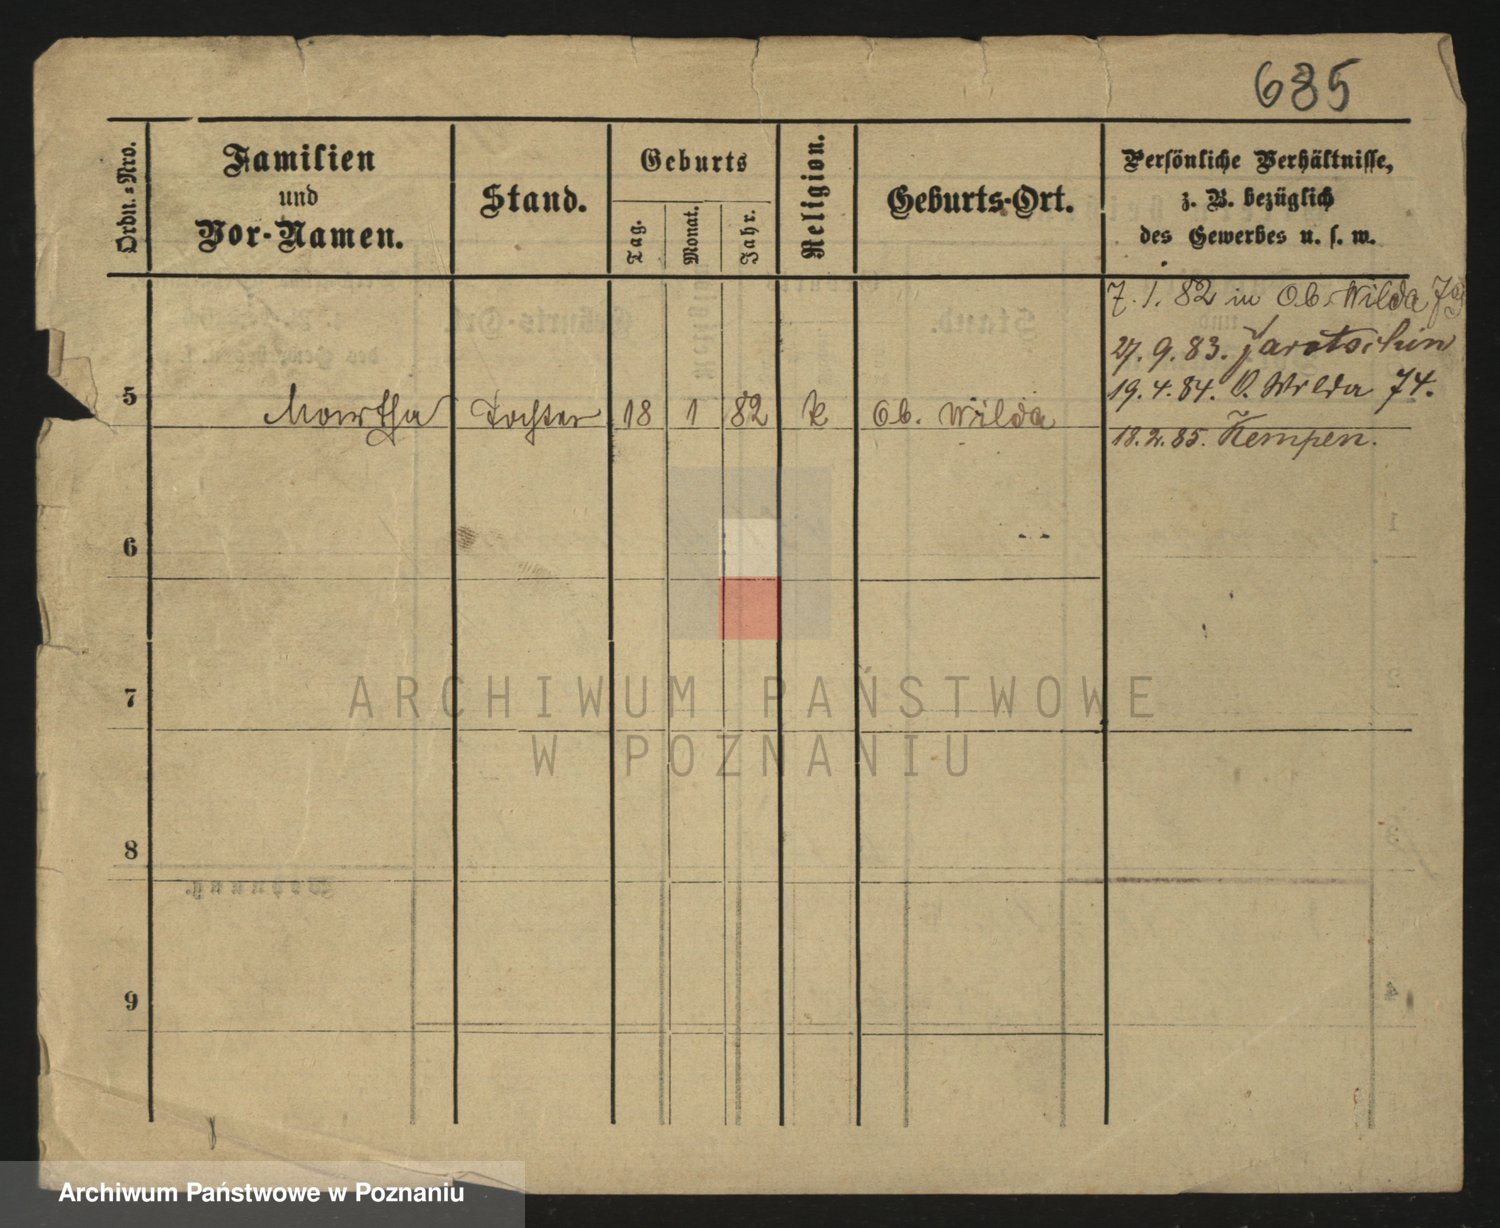 685
Ordn.=Nro.
Familien
und
Vor-Namen.
Stand.
Geburts
Tag.
Monat.
Jahr.
Religion.
Geburts-Ort.
Persönliche Verhältnisse,
z. B. bezüglich
des Gewerbes u. s. w.
7. 1. 82 in Ob. Wilda
27. 9. 83. Jarotschin
19. 4. 84. O. Wilda 74.
5 Martha Tochter 18 1 82 k Ob. Wilda
18. 2. 85. Kempen.
6
7
8
9
ARCHIWUM PAŃSTWOWE
W POZNANIU
Wohnung.
Archiwum Państwowe w Poznaniu